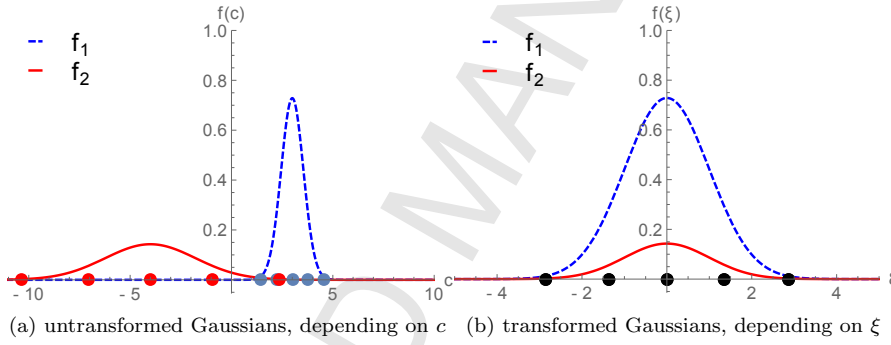 f(c)
1.0
0.8
0.6
0.4
0.2
f₁
f₂
-10 -5 0 5 10 c
f(ξ)
1.0
0.8
0.6
0.4
0.2
f₁
f₂
-4 -2 0 2 4
(a) untransformed Gaussians, depending on c
(b) transformed Gaussians, depending on ξ
D MAN